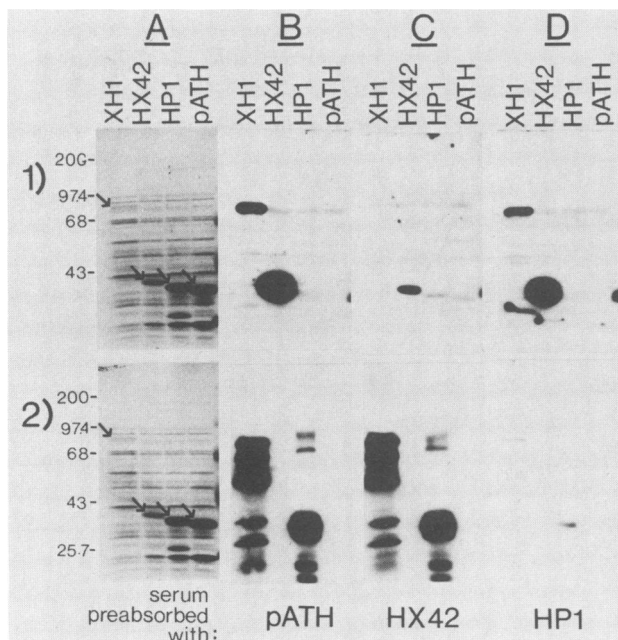 A B C D
XH1 HX42 HP1 pATH XH1 HX42 HP1 pATH XH1 HX42 HP1 pATH XH1 HX42 HP1 pATH
1)
20G-
974-
68-
43-
2)
200-
974-
68-
43-
25.7-
serum
preabsorbed
with: pATH HX42 HP1